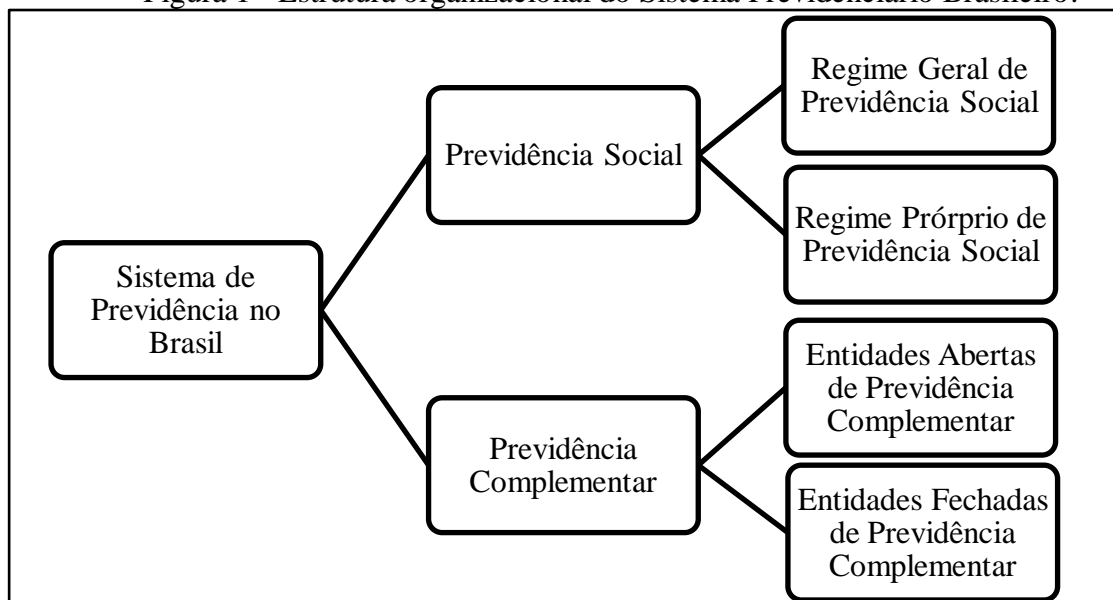 Figura 1 - Estrutura organizacional do Sistema Previdenciário Brasileiro.
Sistema de
Previdência no
Brasil
Previdência Social
Regime Geral de
Previdência Social
Regime Prórprio de
Previdência Social
Previdência
Complementar
Entidades Abertas
de Previdência
Complementar
Entidades Fechadas
de Previdência
Complementar